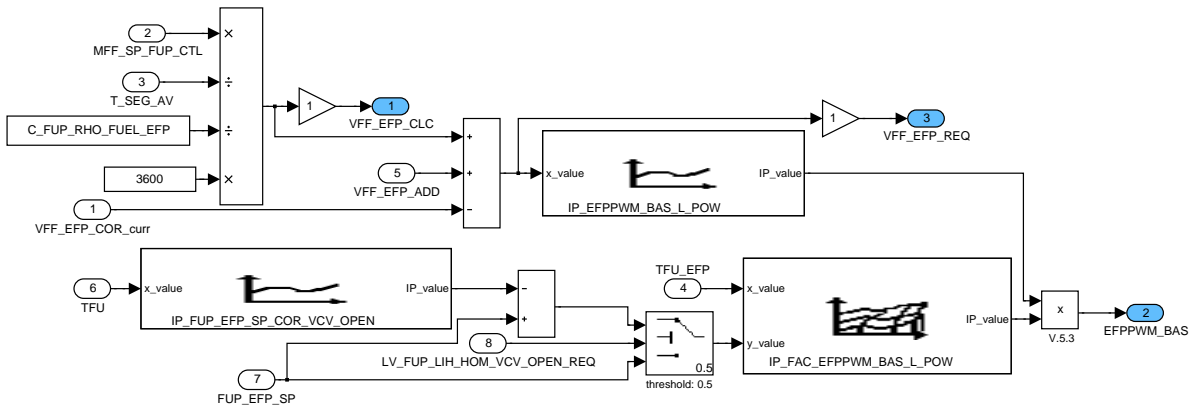 2
×
MFF_SP_FUP_CTL
3
÷
T_SEG_AV
C_FUP_RHO_FUEL_EFP
÷
3600
×
1
1
VFF_EFP_CLC
1
3
VFF_EFP_REQ
+
5
+
VFF_EFP_ADD
1
−
VFF_EFP_COR_curr
x_value
IP_value
IP_EFPPWM_BAS_L_POW
6
TFU
x_value
IP_value
IP_FUP_EFP_SP_COR_VCV_OPEN
−
+
TFU_EFP
4
x_value
IP_value
y_value
IP_FAC_EFPPWM_BAS_L_POW
8
LV_FUP_LIH_HOM_VCV_OPEN_REQ
0.5
threshold: 0.5
7
FUP_EFP_SP
x
V.5.3
2
EFPPWM_BAS